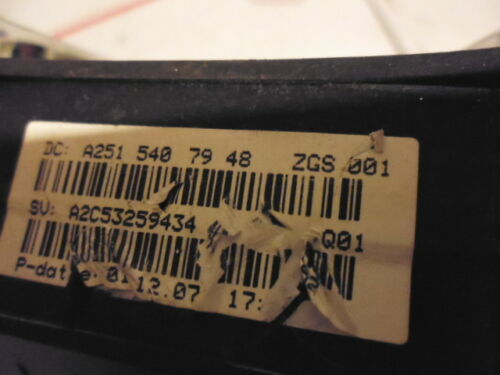 DC: A251 540 79 48 ZGS 001
SV: A2C53259434 Q01
P-date 12.07 17: